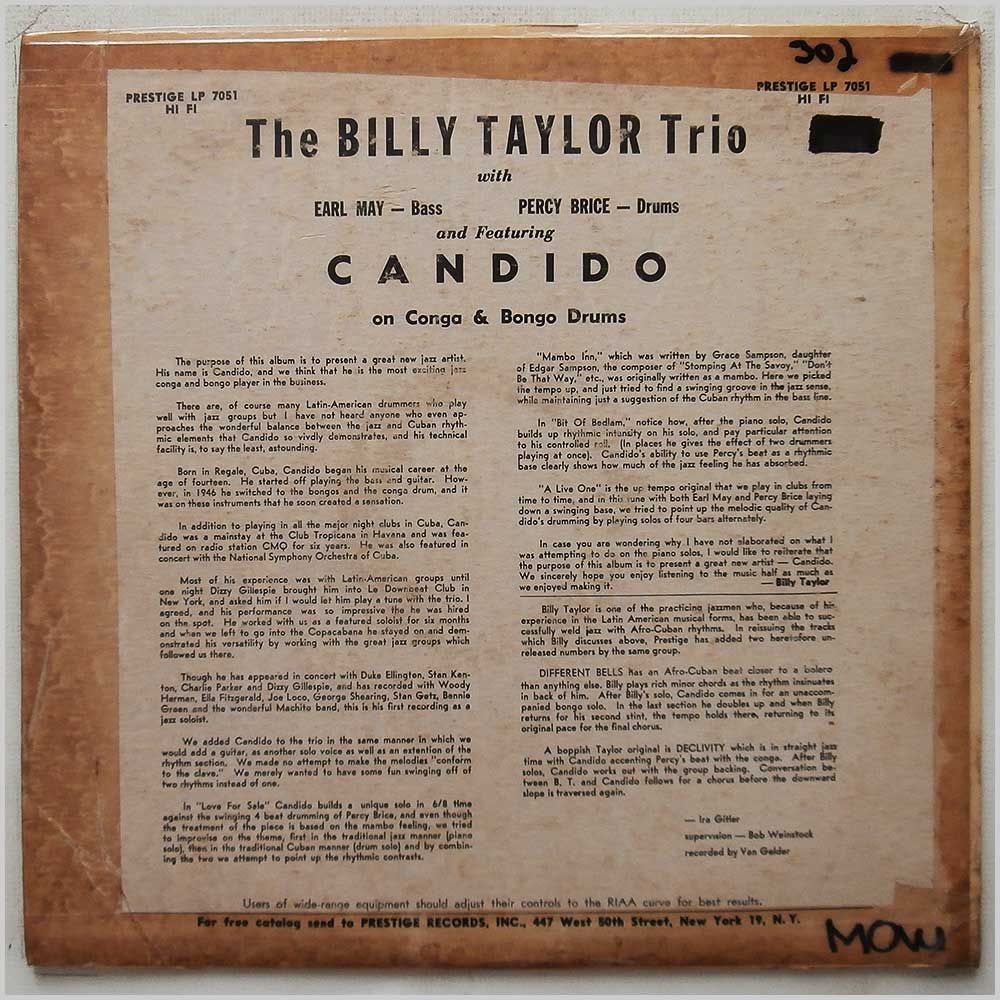 302
PRESTIGE LP 7051
HI FI
PRESTIGE LP 7051
HI FI
The BILLY TAYLOR Trio
with
EARL MAY — Bass
PERCY BRICE — Drums
and Featuring
CANDIDO
on Conga & Bongo Drums
The purpose of this album is to present a great new jazz artist.
His name is Candido, and we think that he is the most exciting jazz
conga and bongo player in the business.
There are, of course many Latin-American drummers who play
well with jazz groups but I have not heard anyone who even ap-
proaches the wonderful balance between the jazz and Cuban rhyth-
mic elements that Candido so vivdly demonstrates, and his technical
facility is, to say the least, astounding.
Born in Regale, Cuba, Candido began his musical career at the
age of fourteen. He started off playing the bass and guitar. How-
ever, in 1946 he switched to the bongos and the conga drum, and it
was on these instruments that he soon created a sensation.
In addition to playing in all the major night clubs in Cuba, Can-
dido was a mainstay at the Club Tropicana in Havana and was fea-
tured on radio station CMQ for six years. He was also featured in
concert with the National Symphony Orchestra of Cuba.
Most of his experience was with Latin-American groups until
one night Dizzy Gillespie brought him into Le Downbeat Club in
New York, and asked him if I would let him play a tune with the trio. I
agreed, and his performance was so impressive the he was hired
on the spot. He worked with us as a featured soloist for six months
and when we left to go into the Copacabana he stayed on and dem-
onstrated his versatility by working with the great jazz groups which
followed us there.
Though he has appeared in concert with Duke Ellington, Stan Ken-
ton, Charlie Parker and Dizzy Gillespie, and has recorded with Woody
Herman, Ella Fitzgerald, Joe Loco, George Shearing, Stan Getz, Bennie
Green and the wonderful Machito band, this is his first recording as a
jazz soloist.
We added Candido to the trio in the same manner in which we
would add a guitar, as another solo voice as well as an extention of the
rhythm section. We made no attempt to make the melodies "conform
to the clave." We merely wanted to have some fun swinging off of
two rhythms instead of one.
In "Love For Sale" Candido builds a unique solo in 6/8 time
against the swinging 4 beat drumming of Percy Brice, and even though
the treatment of the piece is based on the mambo feeling, we tried
to improvise on the theme, first in the traditional jazz manner (piano
solo), then in the traditional Cuban manner (drum solo) and by combin-
ing the two we attempt to point up the rhythmic contrasts.
"Mambo Inn," which was written by Grace Sampson, daughter
of Edgar Sampson, the composer of "Stomping At The Savoy," "Don't
Be That Way," etc., was originally written as a mambo. Here we picked
the tempo up, and just tried to find a swinging groove in the jazz sense,
while maintaining just a suggestion of the Cuban rhythm in the bass line.
In "Bit Of Bedlam," notice how, after the piano solo, Candido
builds up rhythmic intensity on his solo, and pay particular attention
to his controlled roll. (In places he gives the effect of two drummers
playing at once). Candido's ability to use Percy's beat as a rhythmic
base clearly shows how much of the jazz feeling he has absorbed.
"A Live One" is the up tempo original that we play in clubs from
time to time, and in this tune with both Earl May and Percy Brice laying
down a swinging base, we tried to point up the melodic quality of Can-
dido's drumming by playing solos of four bars alternately.
In case you are wondering why I have not elaborated on what I
was attempting to do on the piano solos, I would like to reiterate that
the purpose of this album is to present a great new artist — Candido.
We sincerely hope you enjoy listening to the music half as much as
we enjoyed making it. — Billy Taylor
Billy Taylor is one of the practicing jazzmen who, because of his
experience in the Latin American musical forms, has been able to suc-
cessfully weld jazz with Afro-Cuban rhythms. In reissuing the tracks
which Billy discusses above, Prestige has added two heretofore un-
released numbers by the same group.
DIFFERENT BELLS has an Afro-Cuban beat closer to a bolero
than anything else. Billy plays rich minor chords as the rhythm insinuates
in back of him. After Billy's solo, Candido comes in for an unaccom-
panied bongo solo. In the last section he doubles up and when Billy
returns for his second stint, the tempo holds there, returning to its
original pace for the final chorus.
A boppish Taylor original is DECLIVITY which is in straight jazz
time with Candido accenting Percy's beat with the conga. After Billy
solos, Candido works out with the group backing. Conversation be-
tween B. T. and Candido follows for a chorus before the downward
slope is traversed again.
— Ira Gitler
supervision — Bob Weinstock
recorded by Van Gelder
Users of wide-range equipment should adjust their controls to the RIAA curve for best results.
For free catalog send to PRESTIGE RECORDS, INC., 447 West 50th Street, New York 19, N. Y.